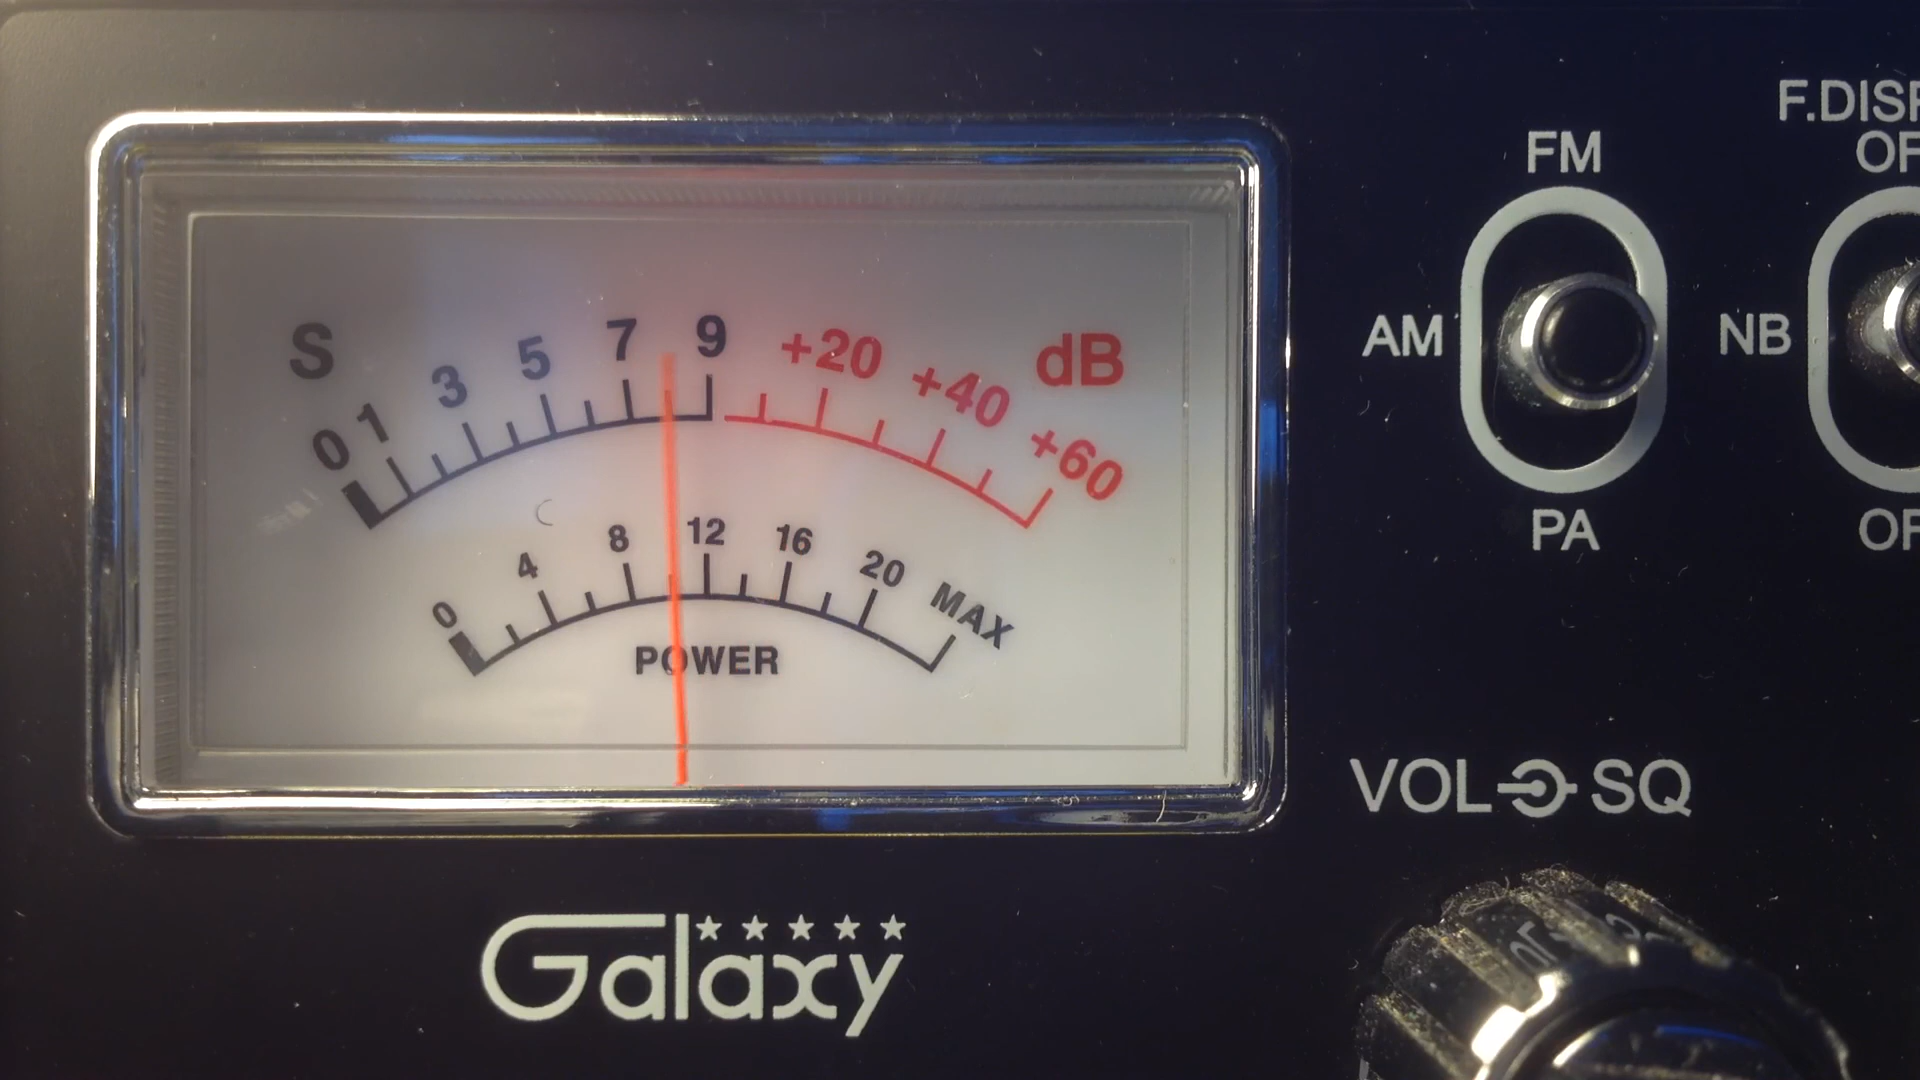 S 0 1 3 5 7 9 +20 +40 +60 dB
0 4 8 12 16 20 MAX
POWER
Galaxy
FM
AM
PA
NB
VOL SQ